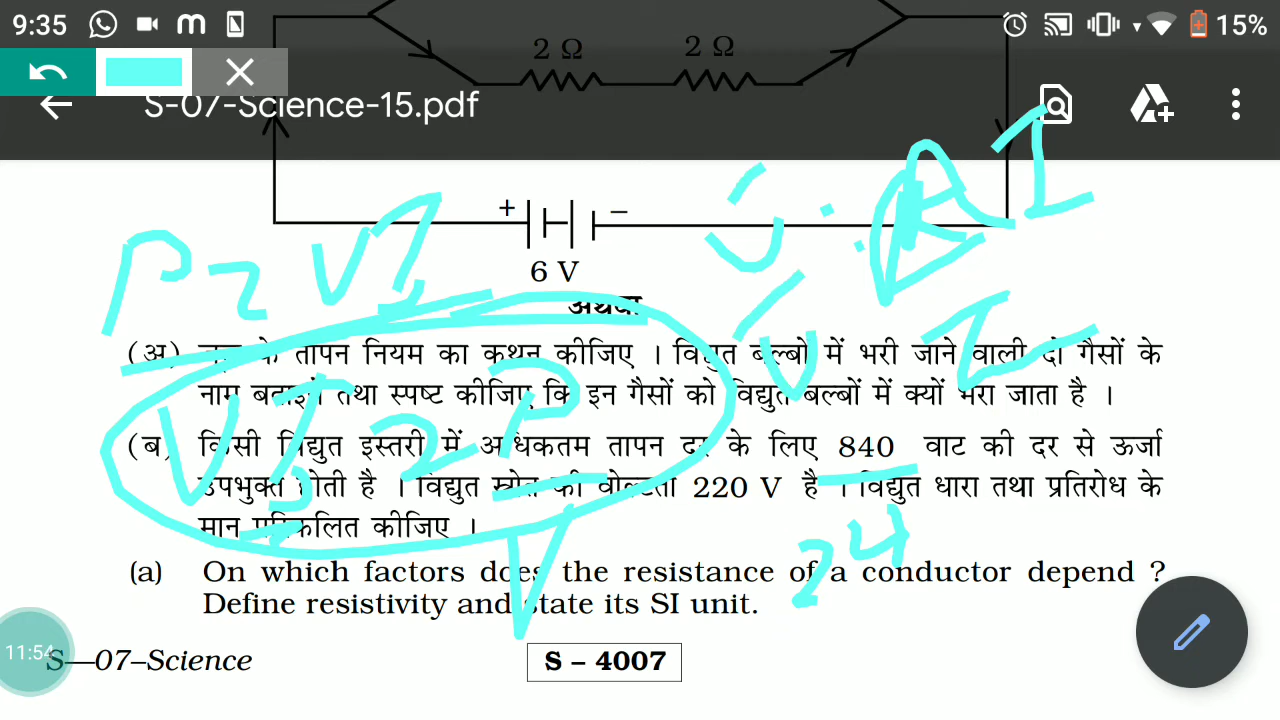 9:35 15%
2 Ω 2 Ω
S-07-Science-15.pdf
+ −
6 V
P = VI
अथवा
(अ) के तापन नियम का कथन कीजिए । विद्युत बल्बों में भरी जाने वाली दो गैसों के
नाम बताइये तथा स्पष्ट कीजिए कि इन गैसों को विद्युत बल्बों में क्यों भरा जाता है ।
(ब) किसी विद्युत इस्तरी में अधिकतम तापन दर के लिए 840 वाट की दर से ऊर्जा
उपभुक्त होती है । विद्युत स्त्रोत की वोल्टता 220 V है । विद्युत धारा तथा प्रतिरोध के
मान परिकलित कीजिए ।
(a) On which factors does the resistance of a conductor depend ?
Define resistivity and state its SI unit.
11:54
S—07–Science S – 4007